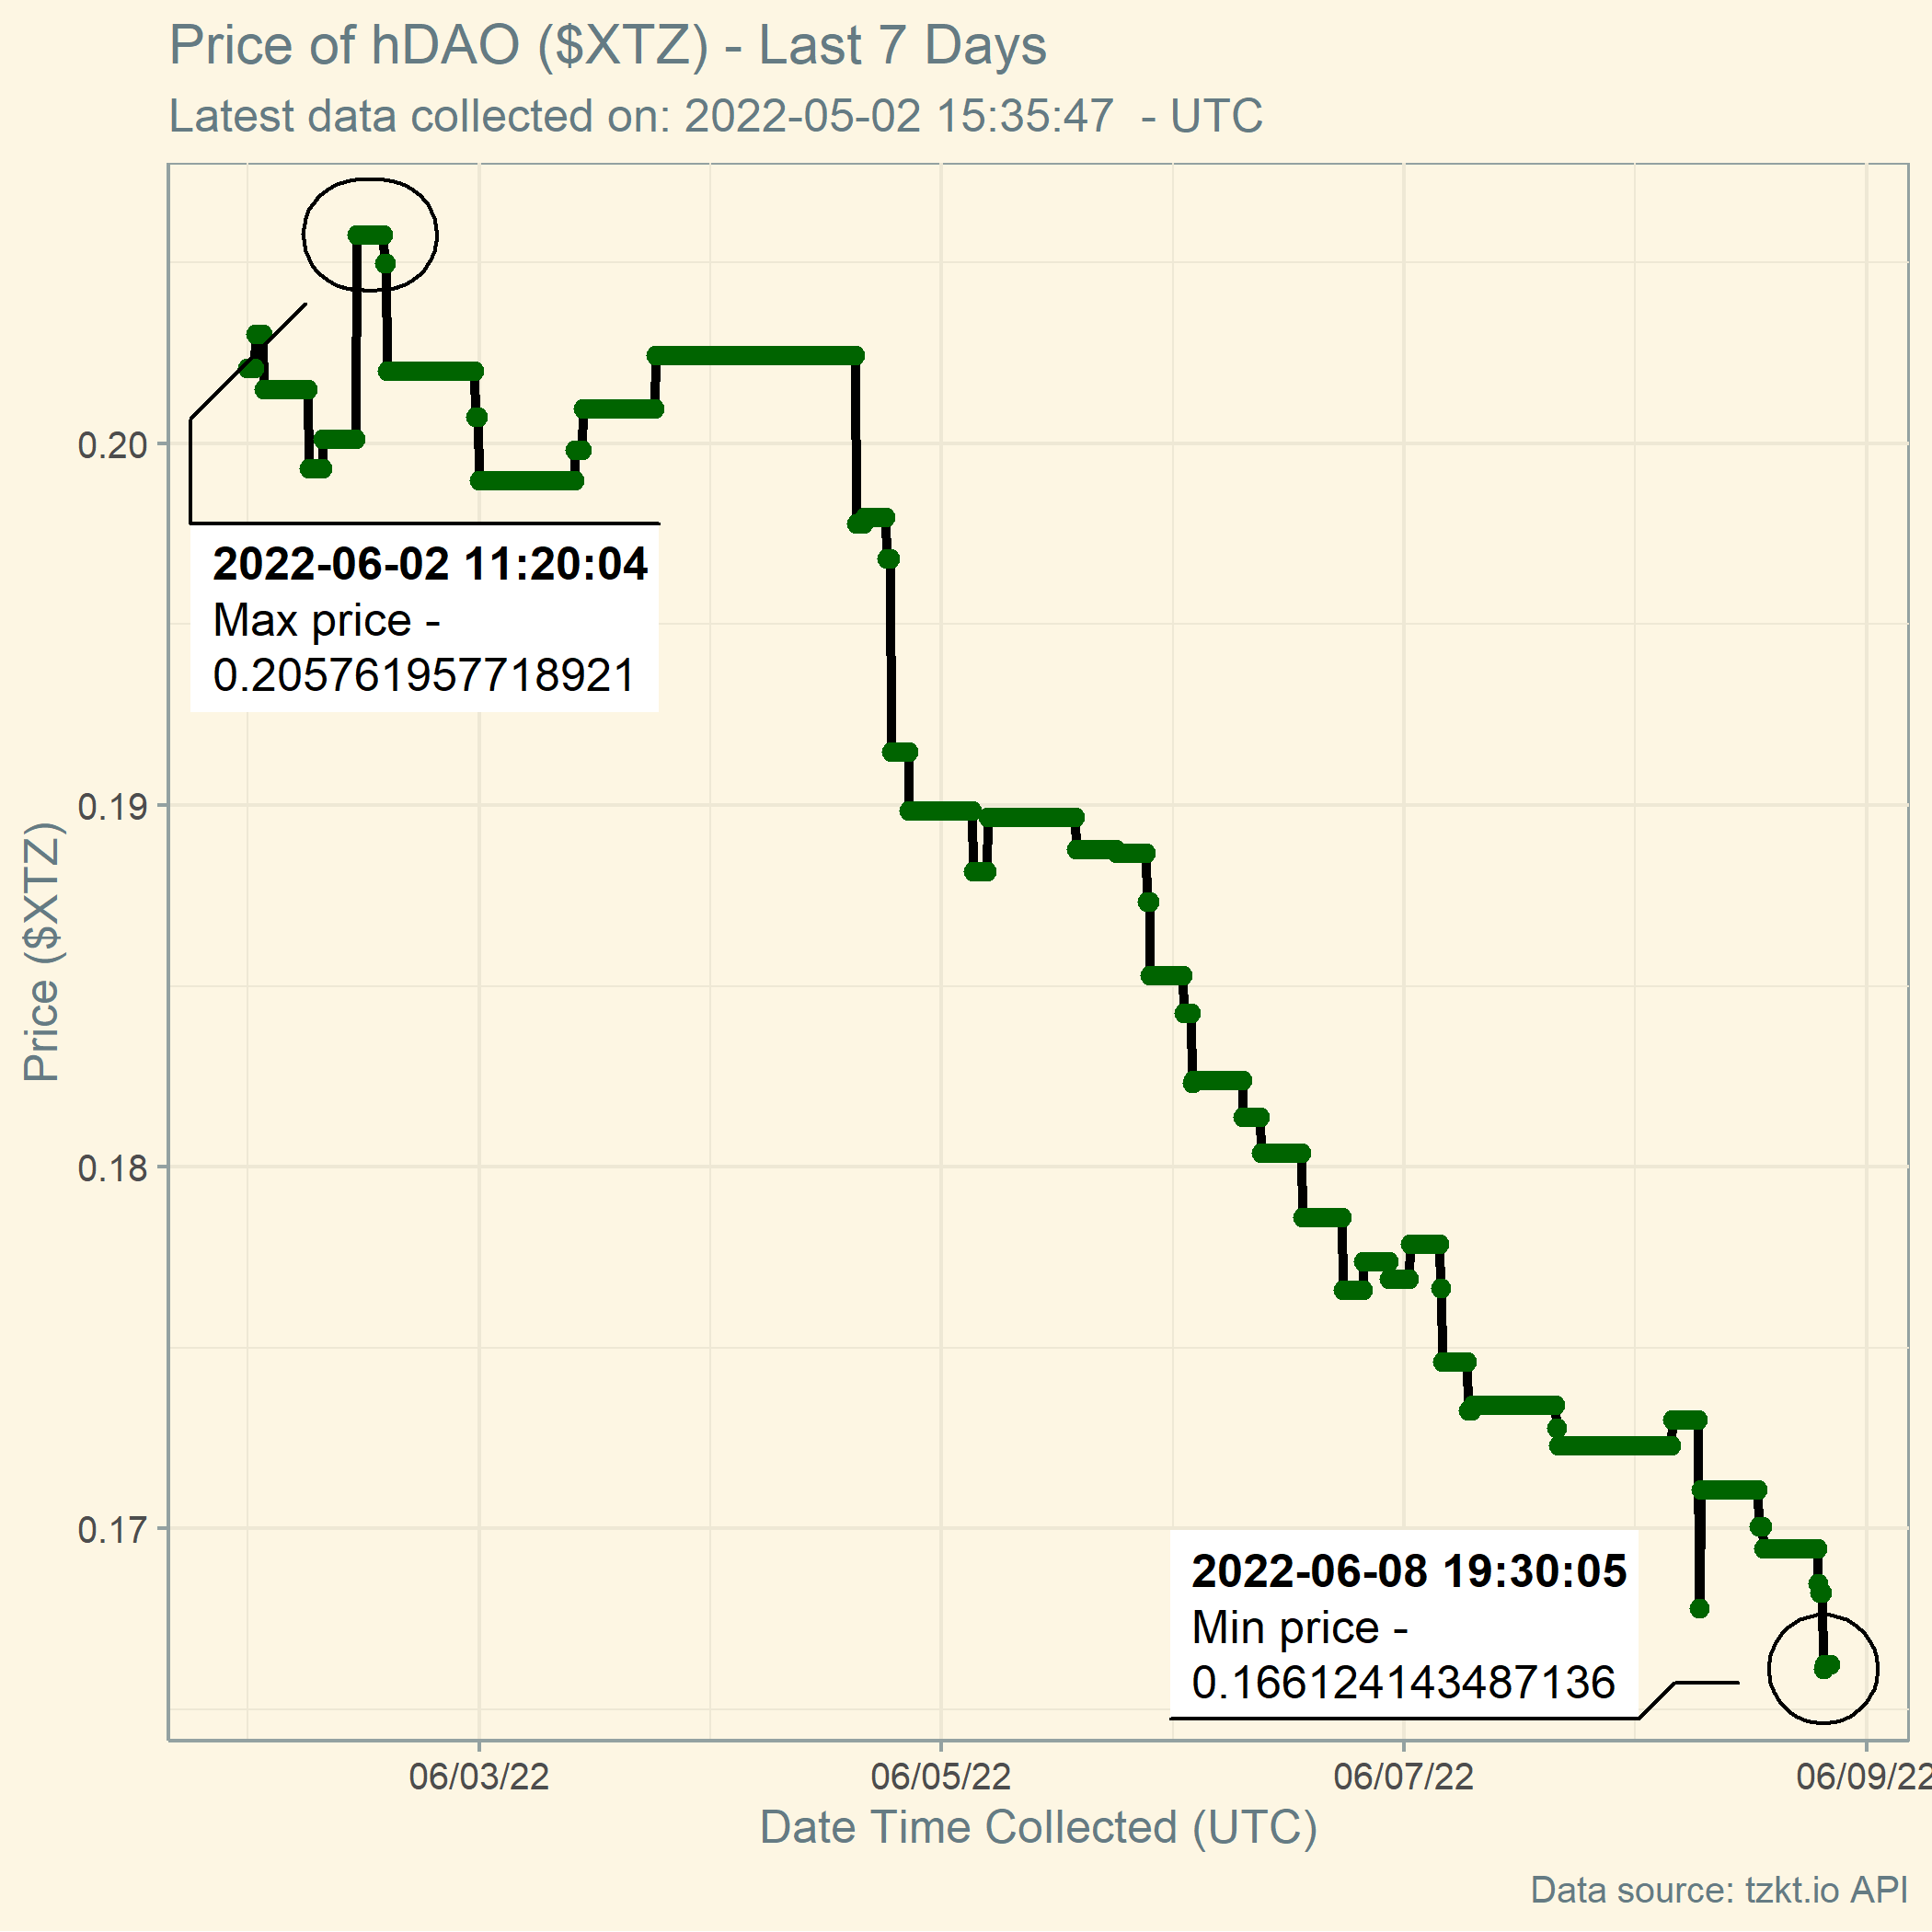 Price of hDAO ($XTZ) - Last 7 Days
Latest data collected on: 2022-05-02 15:35:47  - UTC
0.20
0.19
0.18
0.17
Price ($XTZ)
2022-06-02 11:20:04
Max price -
0.205761957718921
2022-06-08 19:30:05
Min price -
0.166124143487136
06/03/22
06/05/22
06/07/22
06/09/22
Date Time Collected (UTC)
Data source: tzkt.io API